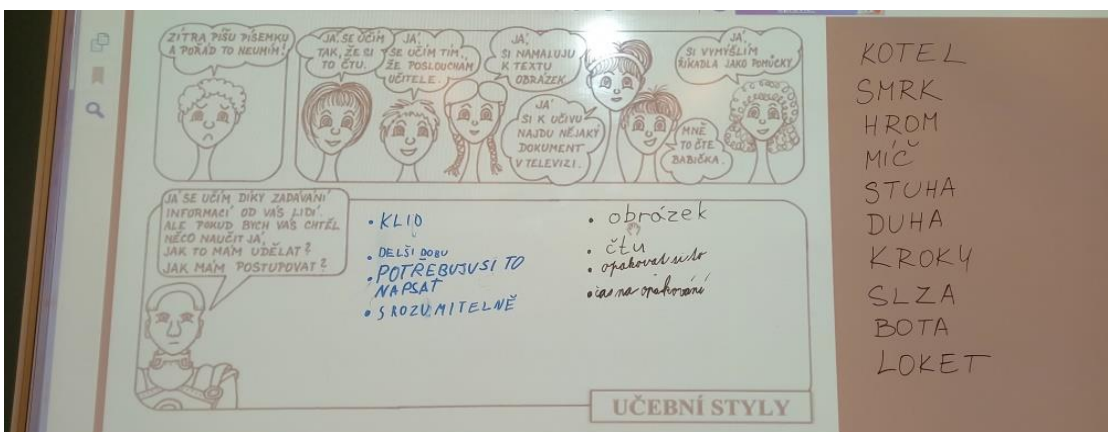 ZÍTRA PÍŠU PÍSEMKU
A POŘÁD TO NEUMÍM!
JÁ, SE UČÍM
TAK, ŽE SI
TO ČTU.
JÁ,
SE UČÍM TÍM,
ŽE POSLOUCHÁM
UČITELE.
JÁ,
SI NAMALUJU
K TEXTU
OBRÁZEK
JÁ
SI K UČIVU
NAJDU NĚJAKÝ
DOKUMENT
V TELEVIZI.
MNĚ
TO ČTE
BABIČKA.
JÁ,
SI VYMÝŠLÍM
ŘÍKADLA JAKO POMŮCKY
JÁ SE UČÍM DÍKY ZADÁVÁNÍ
INFORMACÍ OD VÁS LIDÍ.
ALE POKUD BYCH VÁS CHTĚL
NĚCO NAUČIT JÁ,
JAK TO MÁM UDĚLAT?
JAK MÁM POSTUPOVAT?
• KLID
• DELŠÍ DOBU
• POTŘEBUJUSI TO
NAPSAT
• SROZUMITELNĚ
• obrázek
• čtu
• opakovat si to
• čas na opakování
UČEBNÍ STYLY
KOTEL
SMRK
HROM
MÍČ
STUHA
DUHA
KROKY
SLZA
BOTA
LOKET